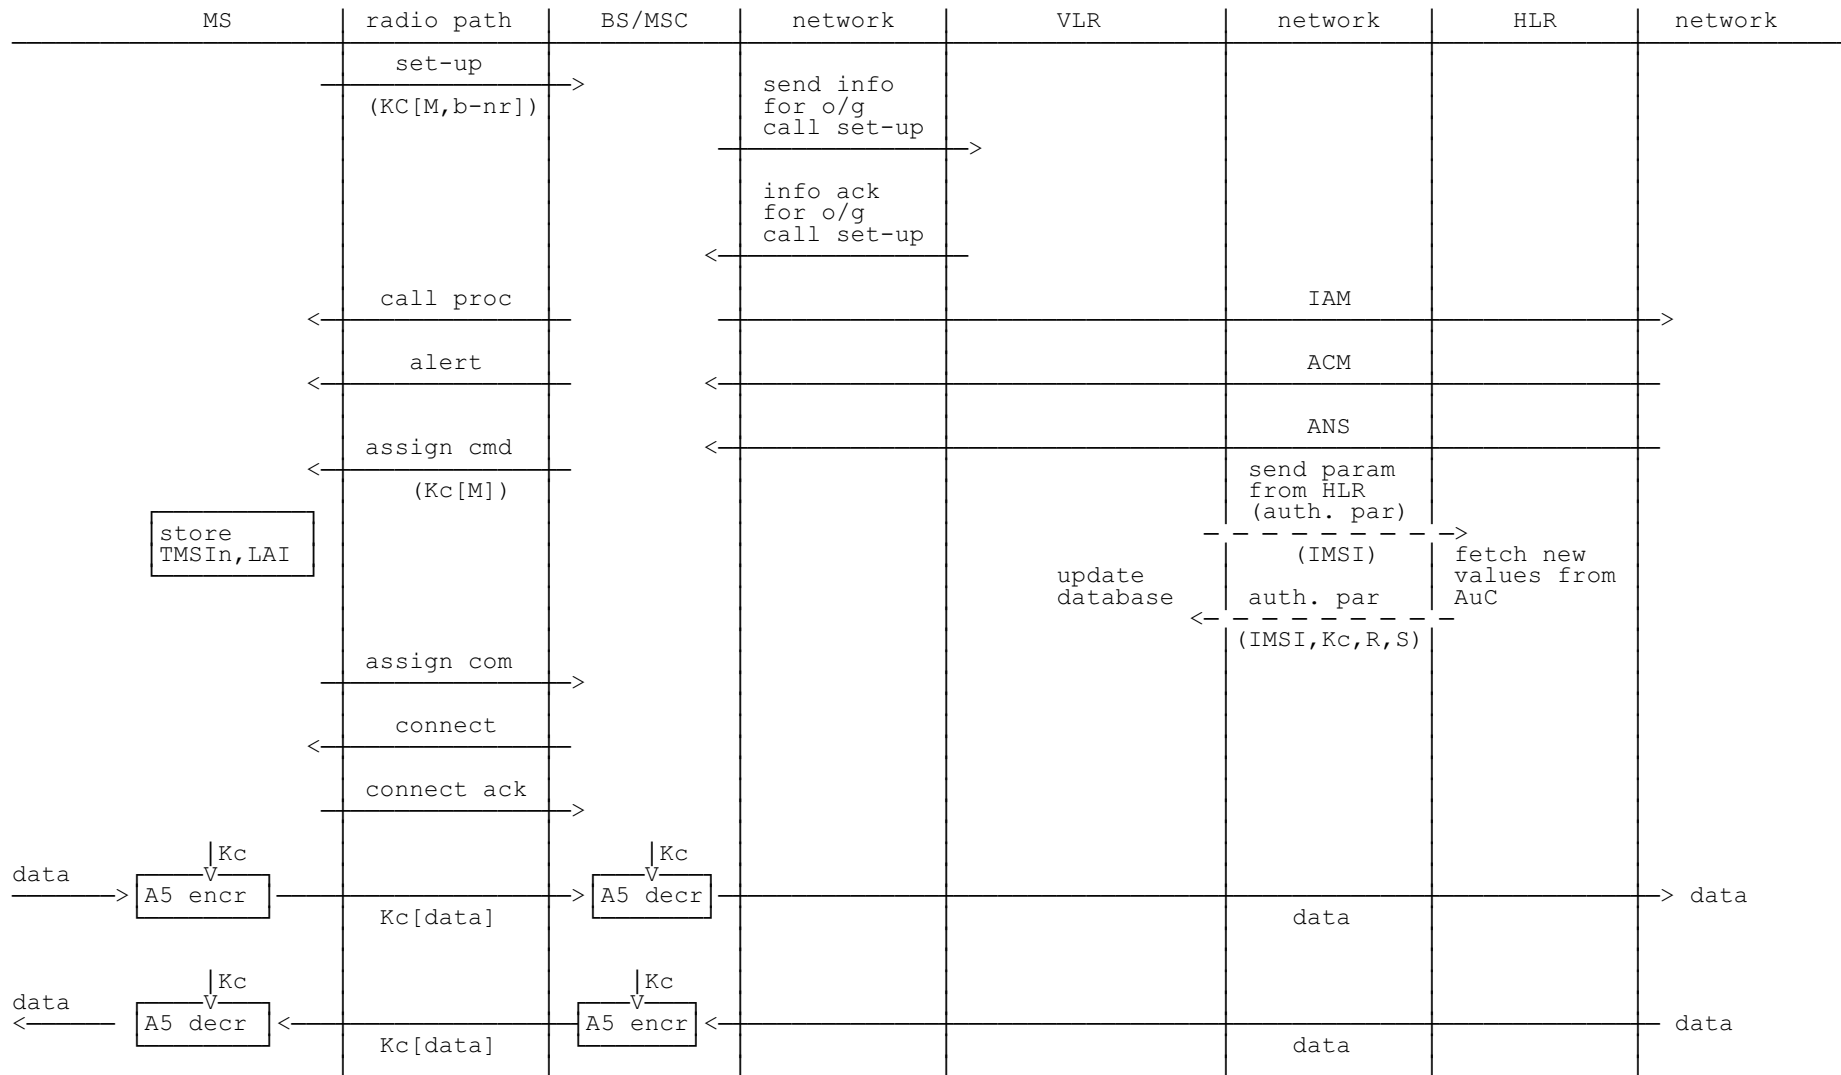 MS radio path BS/MSC network VLR network HLR network
set-up
(KC[M,b-nr])
send info
for o/g
call set-up
info ack
for o/g
call set-up
call proc
IAM
alert
ACM
ANS
assign cmd
(Kc[M])
send param
from HLR
(auth. par)
store
TMSIn,LAI
(IMSI)
fetch new
values from
AuC
update
database
auth. par
(IMSI,Kc,R,S)
assign com
connect
connect ack
Kc
Kc
data
A5 encr
A5 decr
data
Kc[data]
data
Kc
Kc
data
A5 decr
A5 encr
data
Kc[data]
data